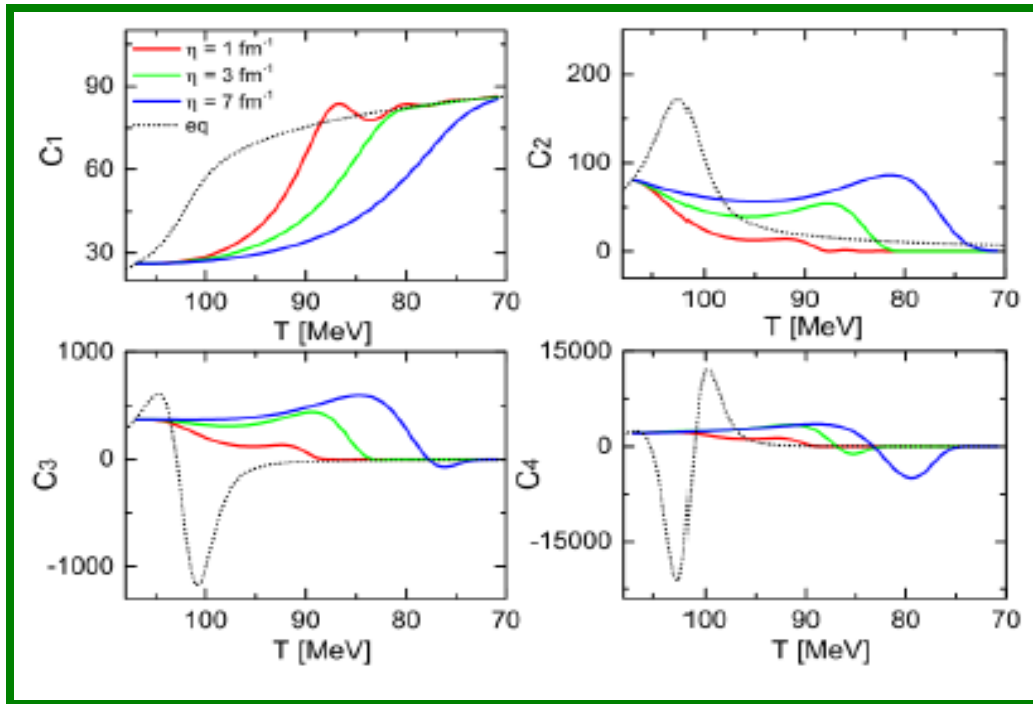 90
60
30
C1
η = 1 fm-1
η = 3 fm-1
η = 7 fm-1
eq
100 90 80 70
T [MeV]
200
100
0
C2
100 90 80 70
T [MeV]
1000
0
-1000
C3
100 90 80 70
T [MeV]
15000
0
-15000
C4
100 90 80 70
T [MeV]